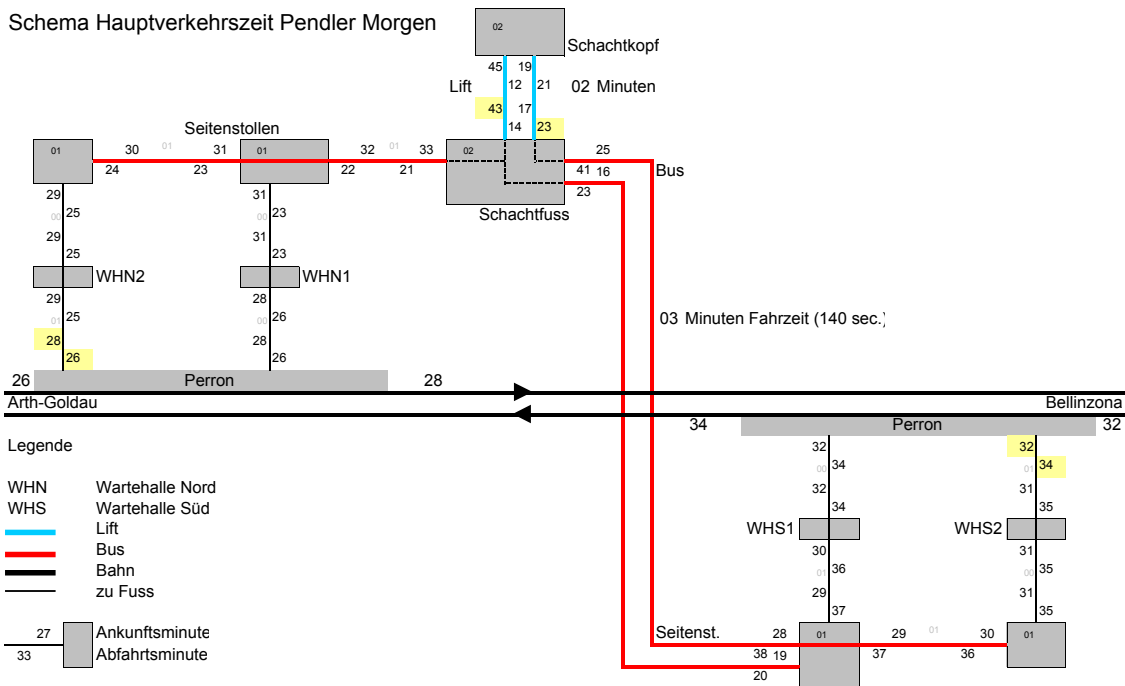 Schema Hauptverkehrszeit Pendler Morgen
02
Schachtkopf
45 19
Lift 12 21 02 Minuten
43 17
14 23
Seitenstollen
01 30 01 31 01 32 01 33 02 25
24 23 22 21 41 16 Bus
23
Schachtfuss
29 31
25 23
00 00
29 31
25 23
WHN2 WHN1
29 28
25 26
01 00
28 28
26 26
26 Perron 28
Arth-Goldau Bellinzona
03 Minuten Fahrzeit (140 sec.)
34 Perron 32
32 32
00 34 01 34
32 31
34 35
WHS1 WHS2
30 31
01 36 00 35
29 31
37 35
Seitenst. 28 01 29 01 30 01
38 19 37 36
20
Legende
WHN Wartehalle Nord
WHS Wartehalle Süd
Lift
Bus
Bahn
zu Fuss
27 Ankunftsminute
33 Abfahrtsminute